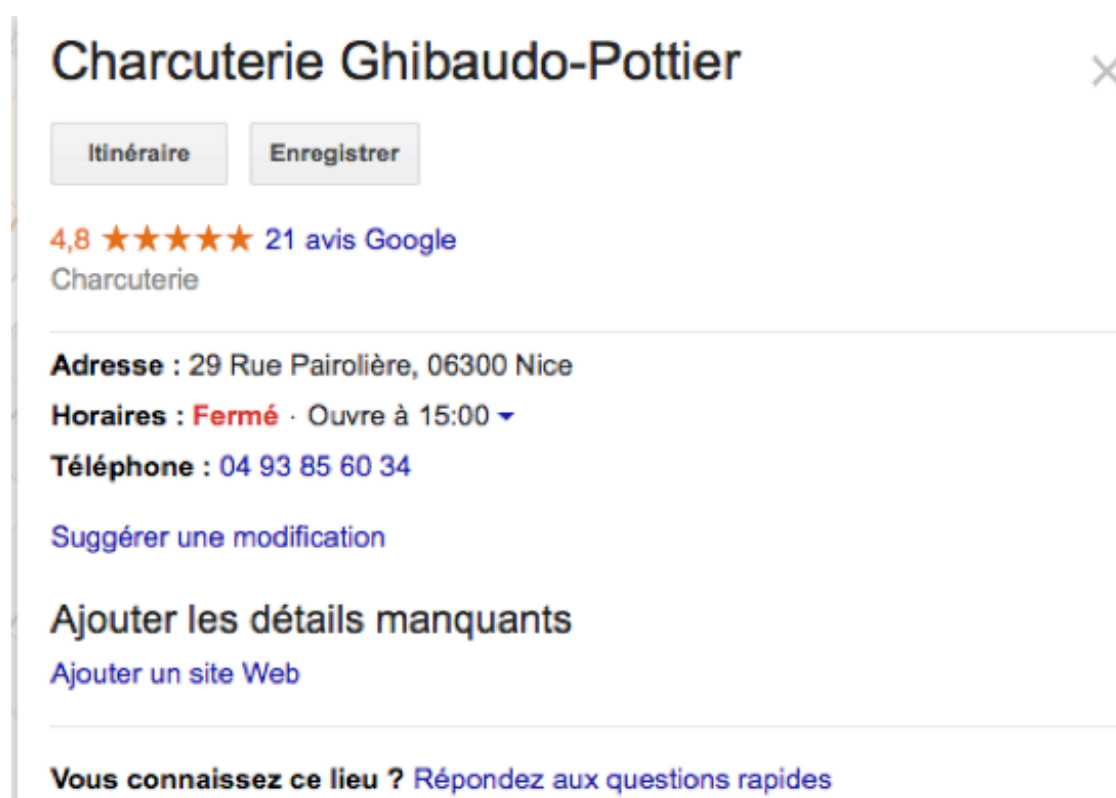 Charcuterie Ghibaudo-Pottier
Itinéraire Enregistrer
4,8 ★★★★★ 21 avis Google
Charcuterie
Adresse : 29 Rue Pairolière, 06300 Nice
Horaires : Fermé · Ouvre à 15:00
Téléphone : 04 93 85 60 34
Suggérer une modification
Ajouter les détails manquants
Ajouter un site Web
Vous connaissez ce lieu ? Répondez aux questions rapides